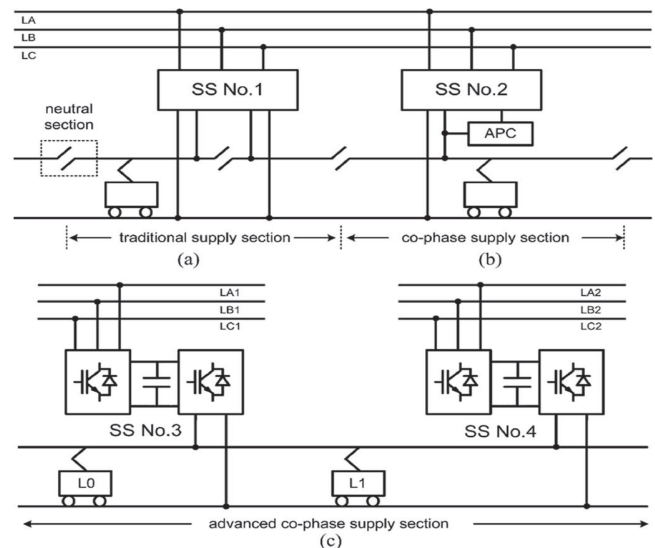 LA
LB
LC
SS No.1
SS No.2
neutral
section
APC
traditional supply section
co-phase supply section
(a)
(b)
LA1
LB1
LC1
LA2
LB2
LC2
SS No.3
SS No.4
L0
L1
advanced co-phase supply section
(c)